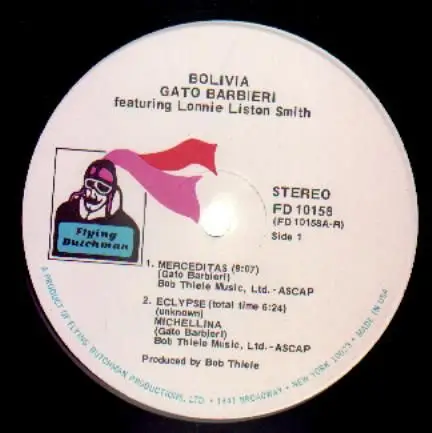 BOLIVIA
GATO BARBIERI
featuring Lonnie Liston Smith
STEREO
FD 10158
(FD 10158A-R)
Side 1
Flying
Dutchman
1. MERCEDITAS (9:07)
(Gato Barbieri)
Bob Thiele Music, Ltd. - ASCAP
2. ECLYPSE (total time 6:24)
(unknown)
MICHELLINA
(Gato Barbieri)
Bob Thiele Music, Ltd. - ASCAP
Produced by Bob Thiele
A PRODUCT OF FLYING DUTCHMAN PRODUCTIONS, LTD. • 1841 BROADWAY • NEW YORK 10023 • MADE IN USA